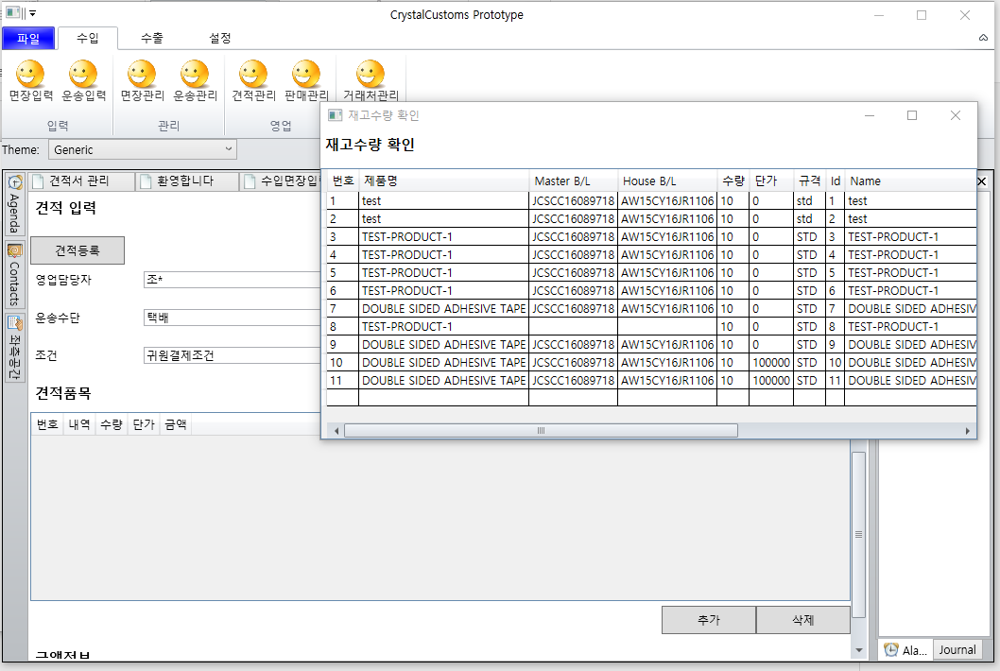 CrystalCustoms Prototype
파일 수입 수출 설정
면장입력 운송입력 면장관리 운송관리 견적관리 판매관리 거래처관리
입력 관리 영업
Theme: Generic
재고수량 확인
재고수량 확인
번호 제품명 Master B/L House B/L 수량 단가 규격 Id Name
1 test JCSCC16089718 AW15CY16JR1106 10 0 std 1 test
2 test JCSCC16089718 AW15CY16JR1106 10 0 std 2 test
3 TEST-PRODUCT-1 JCSCC16089718 AW15CY16JR1106 10 0 STD 3 TEST-PRODUCT-1
4 TEST-PRODUCT-1 JCSCC16089718 AW15CY16JR1106 10 0 STD 4 TEST-PRODUCT-1
5 TEST-PRODUCT-1 JCSCC16089718 AW15CY16JR1106 10 0 STD 5 TEST-PRODUCT-1
6 TEST-PRODUCT-1 JCSCC16089718 AW15CY16JR1106 10 0 STD 6 TEST-PRODUCT-1
7 DOUBLE SIDED ADHESIVE TAPE JCSCC16089718 AW15CY16JR1106 10 0 STD 7 DOUBLE SIDED ADHESIV
8 TEST-PRODUCT-1 10 0 STD 8 TEST-PRODUCT-1
9 DOUBLE SIDED ADHESIVE TAPE JCSCC16089718 AW15CY16JR1106 10 0 STD 9 DOUBLE SIDED ADHESIV
10 DOUBLE SIDED ADHESIVE TAPE JCSCC16089718 AW15CY16JR1106 10 100000 STD 10 DOUBLE SIDED ADHESIV
11 DOUBLE SIDED ADHESIVE TAPE JCSCC16089718 AW15CY16JR1106 10 100000 STD 11 DOUBLE SIDED ADHESIV
Agenda
Contacts
좌측공간
견적서 관리 환영합니다 수입면장입
견적 입력
견적등록
영업담당자 조*
운송수단 택배
조건 귀원결제조건
견적품목
번호 내역 수량 단가 금액
추가 삭제
금액정보
Ala... Journal